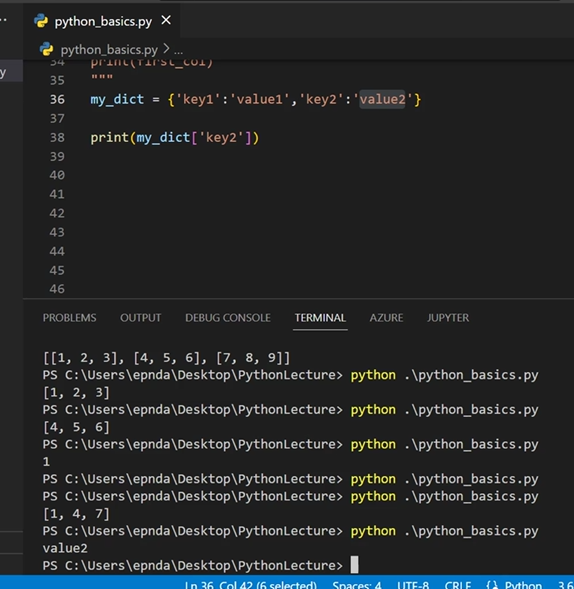 python_basics.py ×
python_basics.py > ...
34 print(first_col)
35 """
36 my_dict = {'key1':'value1','key2':'value2'}
37
38 print(my_dict['key2'])
39
40
41
42
43
44
45
46
PROBLEMS OUTPUT DEBUG CONSOLE TERMINAL AZURE JUPYTER
[[1, 2, 3], [4, 5, 6], [7, 8, 9]]
PS C:\Users\epnda\Desktop\PythonLecture> python .\python_basics.py
[1, 2, 3]
PS C:\Users\epnda\Desktop\PythonLecture> python .\python_basics.py
[4, 5, 6]
PS C:\Users\epnda\Desktop\PythonLecture> python .\python_basics.py
1
PS C:\Users\epnda\Desktop\PythonLecture> python .\python_basics.py
PS C:\Users\epnda\Desktop\PythonLecture> python .\python_basics.py
[1, 4, 7]
PS C:\Users\epnda\Desktop\PythonLecture> python .\python_basics.py
value2
PS C:\Users\epnda\Desktop\PythonLecture>
Ln 36, Col 42 (6 selected) Spaces: 4 UTF-8 CRLF Python 3.6